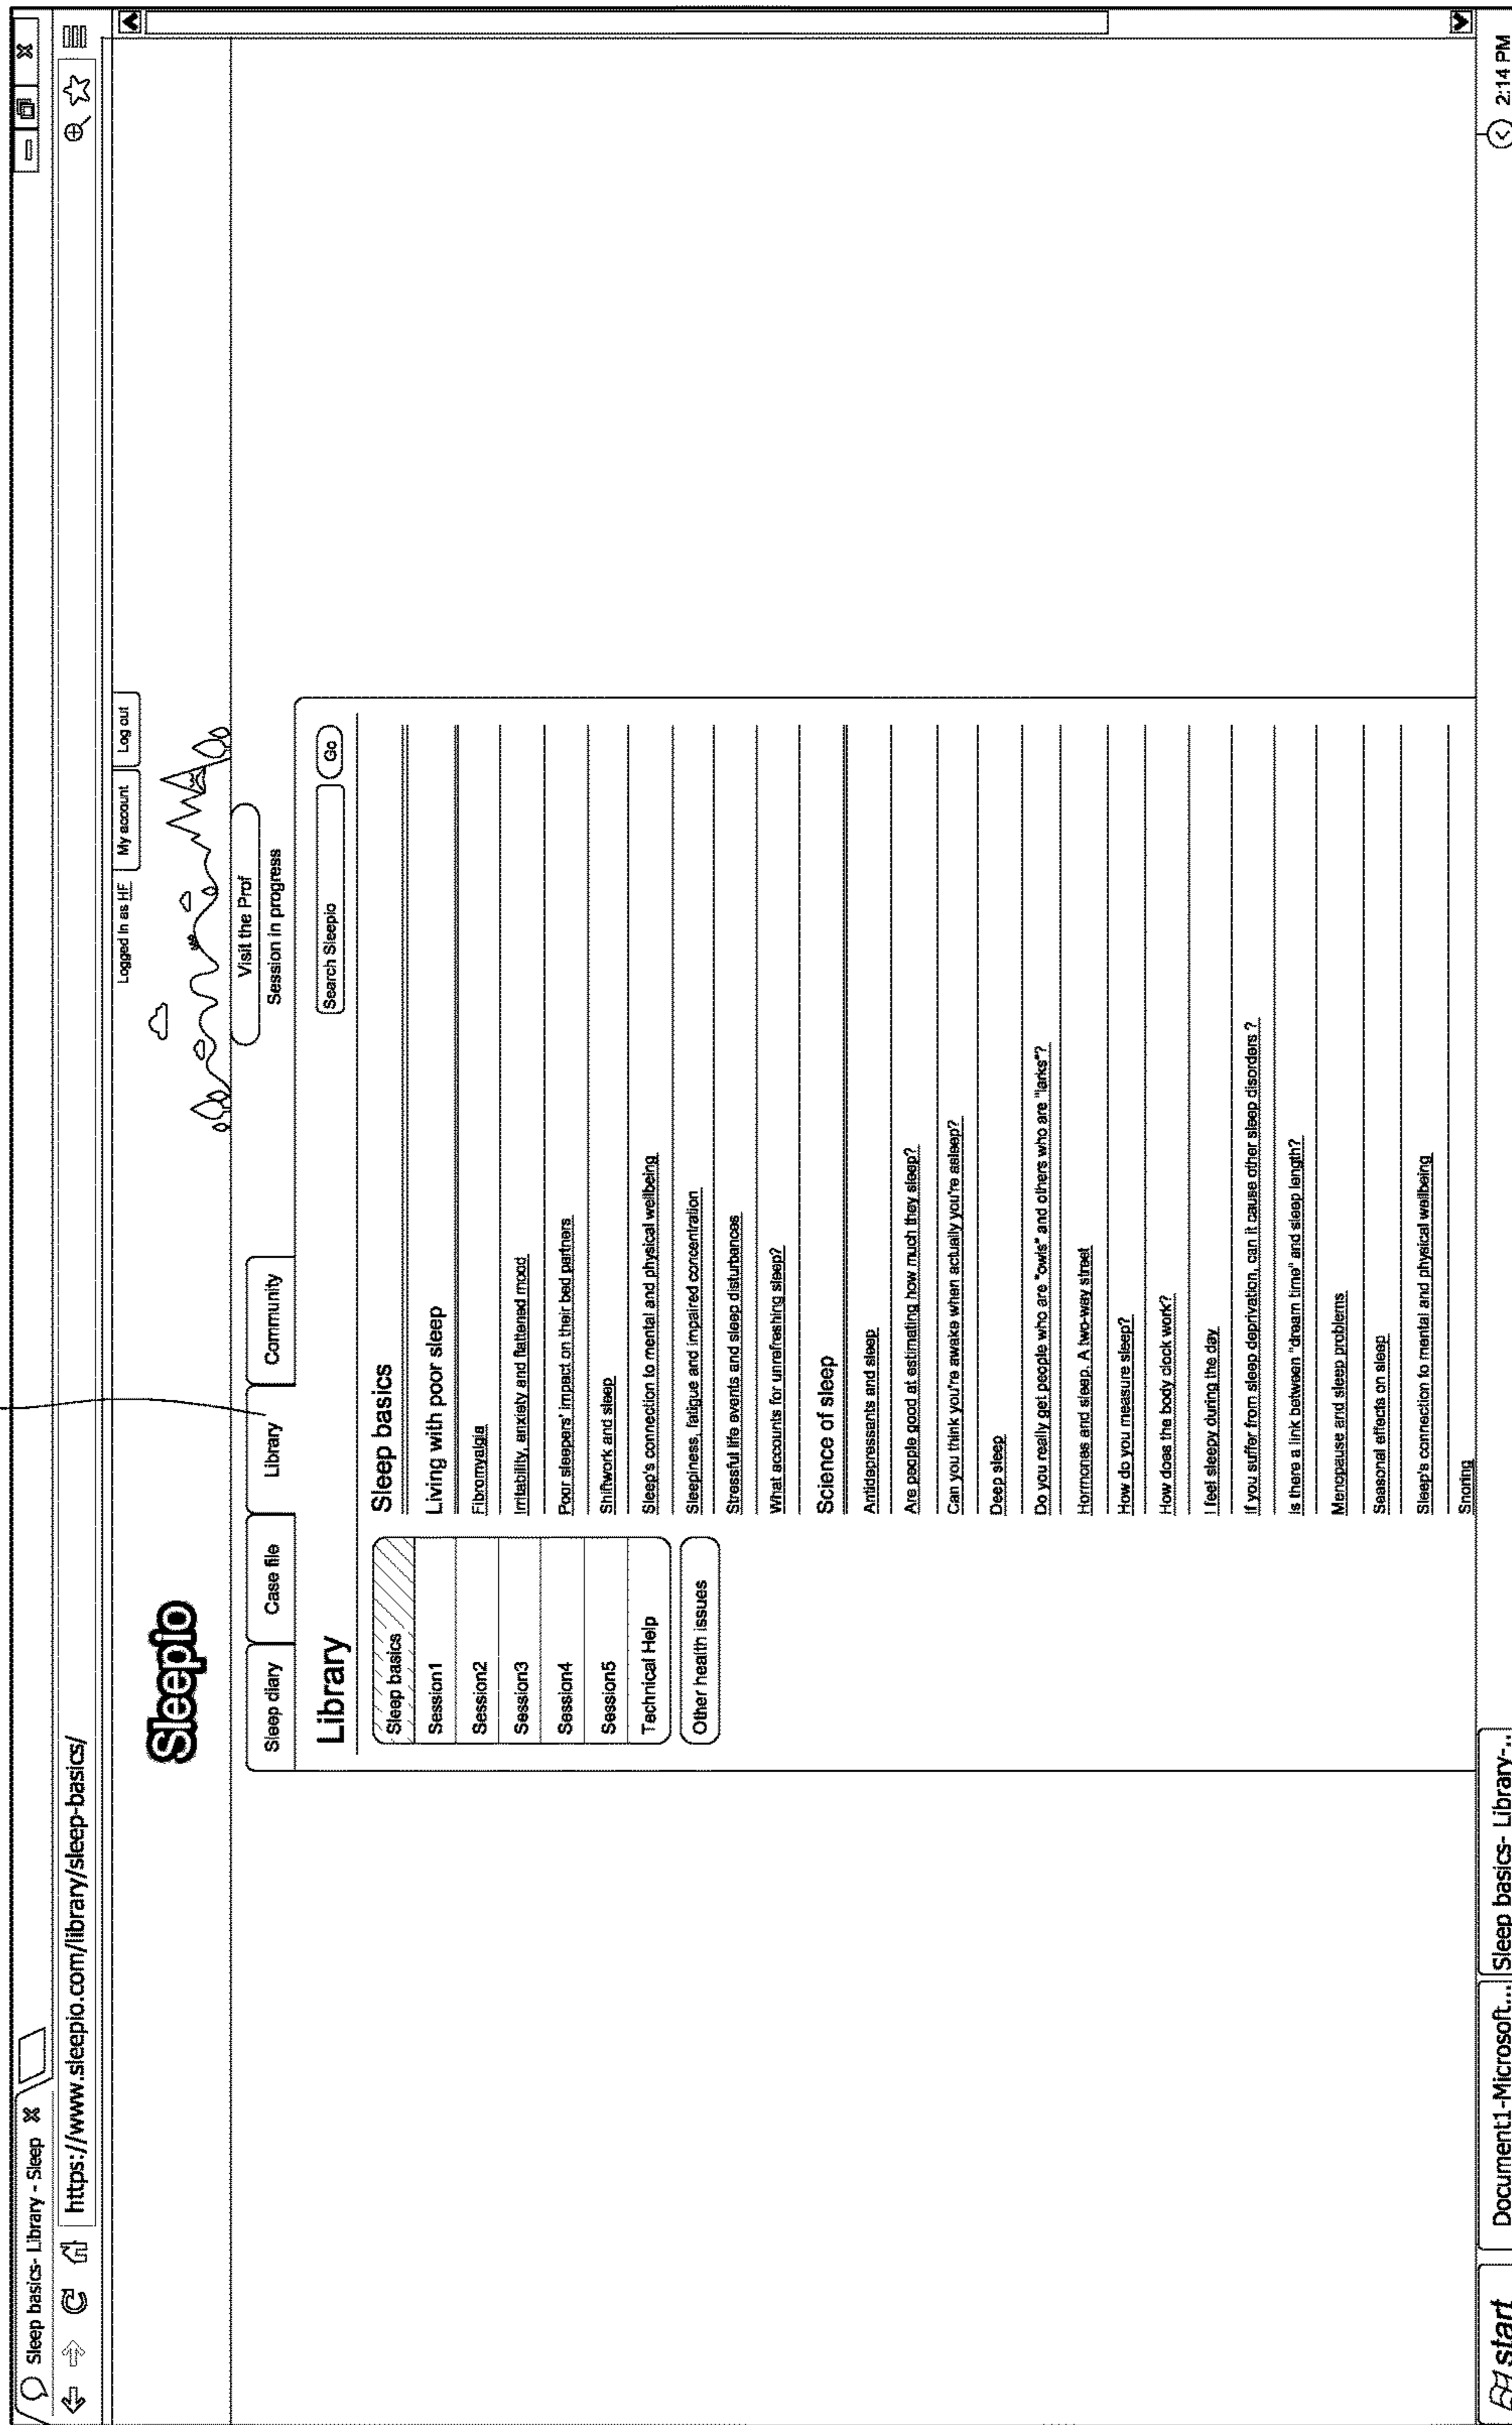 Sleep basics- Library - Sleep
https://www.sleepio.com/library/sleep-basics/
Logged in as HF My account Log out
Sleepio
Visit the Prof
Session in progress
Sleep diary Case file Library Community
Library
Search Sleepio Go
Sleep basics
Session1
Session2
Session3
Session4
Session5
Technical Help
Other health issues
Sleep basics
Living with poor sleep
Fibromyalgia
Irritability, anxiety and flattened mood
Poor sleepers' impact on their bed partners
Shiftwork and sleep
Sleep's connection to mental and physical wellbeing
Sleepiness, fatigue and impaired concentration
Stressful life events and sleep disturbances
What accounts for unrefreshing sleep?
Science of sleep
Antidepressants and sleep
Are people good at estimating how much they sleep?
Can you think you're awake when actually you're asleep?
Deep sleep
Do you really get people who are "owls" and others who are "larks"?
Hormones and sleep. A two-way street
How do you measure sleep?
How does the body clock work?
I feel sleepy during the day
If you suffer from sleep deprivation, can it cause other sleep disorders ?
Is there a link between "dream time" and sleep length?
Menopause and sleep problems
Seasonal effects on sleep
Sleep's connection to mental and physical wellbeing
Snoring
start Document1-Microsoft... Sleep basics- Library-... 2:14 PM